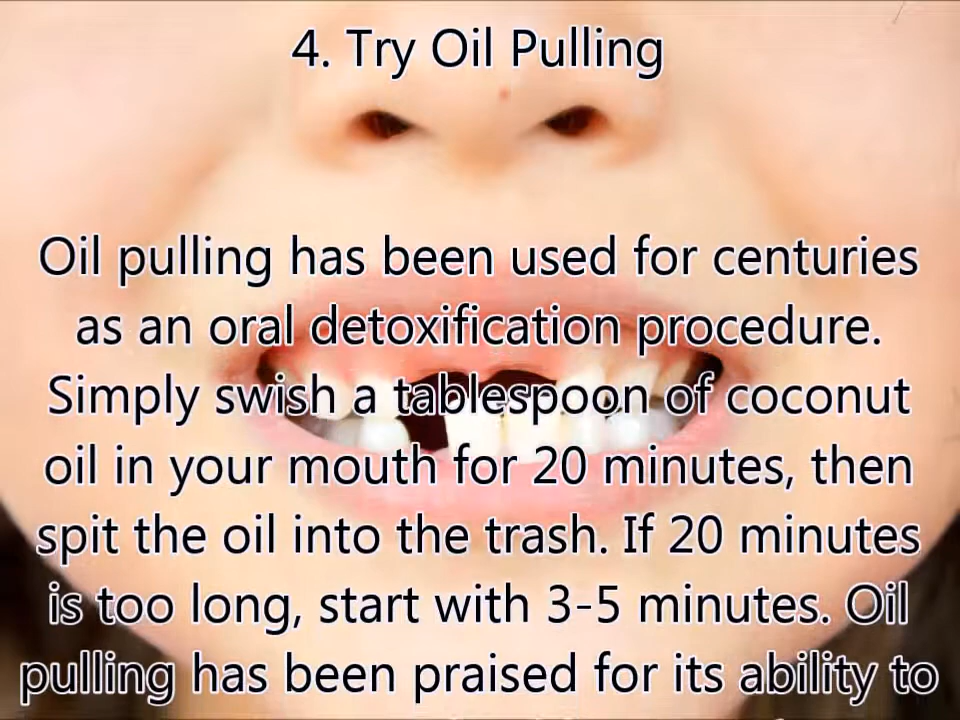 4. Try Oil Pulling
Oil pulling has been used for centuries
as an oral detoxification procedure.
Simply swish a tablespoon of coconut
oil in your mouth for 20 minutes, then
spit the oil into the trash. If 20 minutes
is too long, start with 3-5 minutes. Oil
pulling has been praised for its ability to